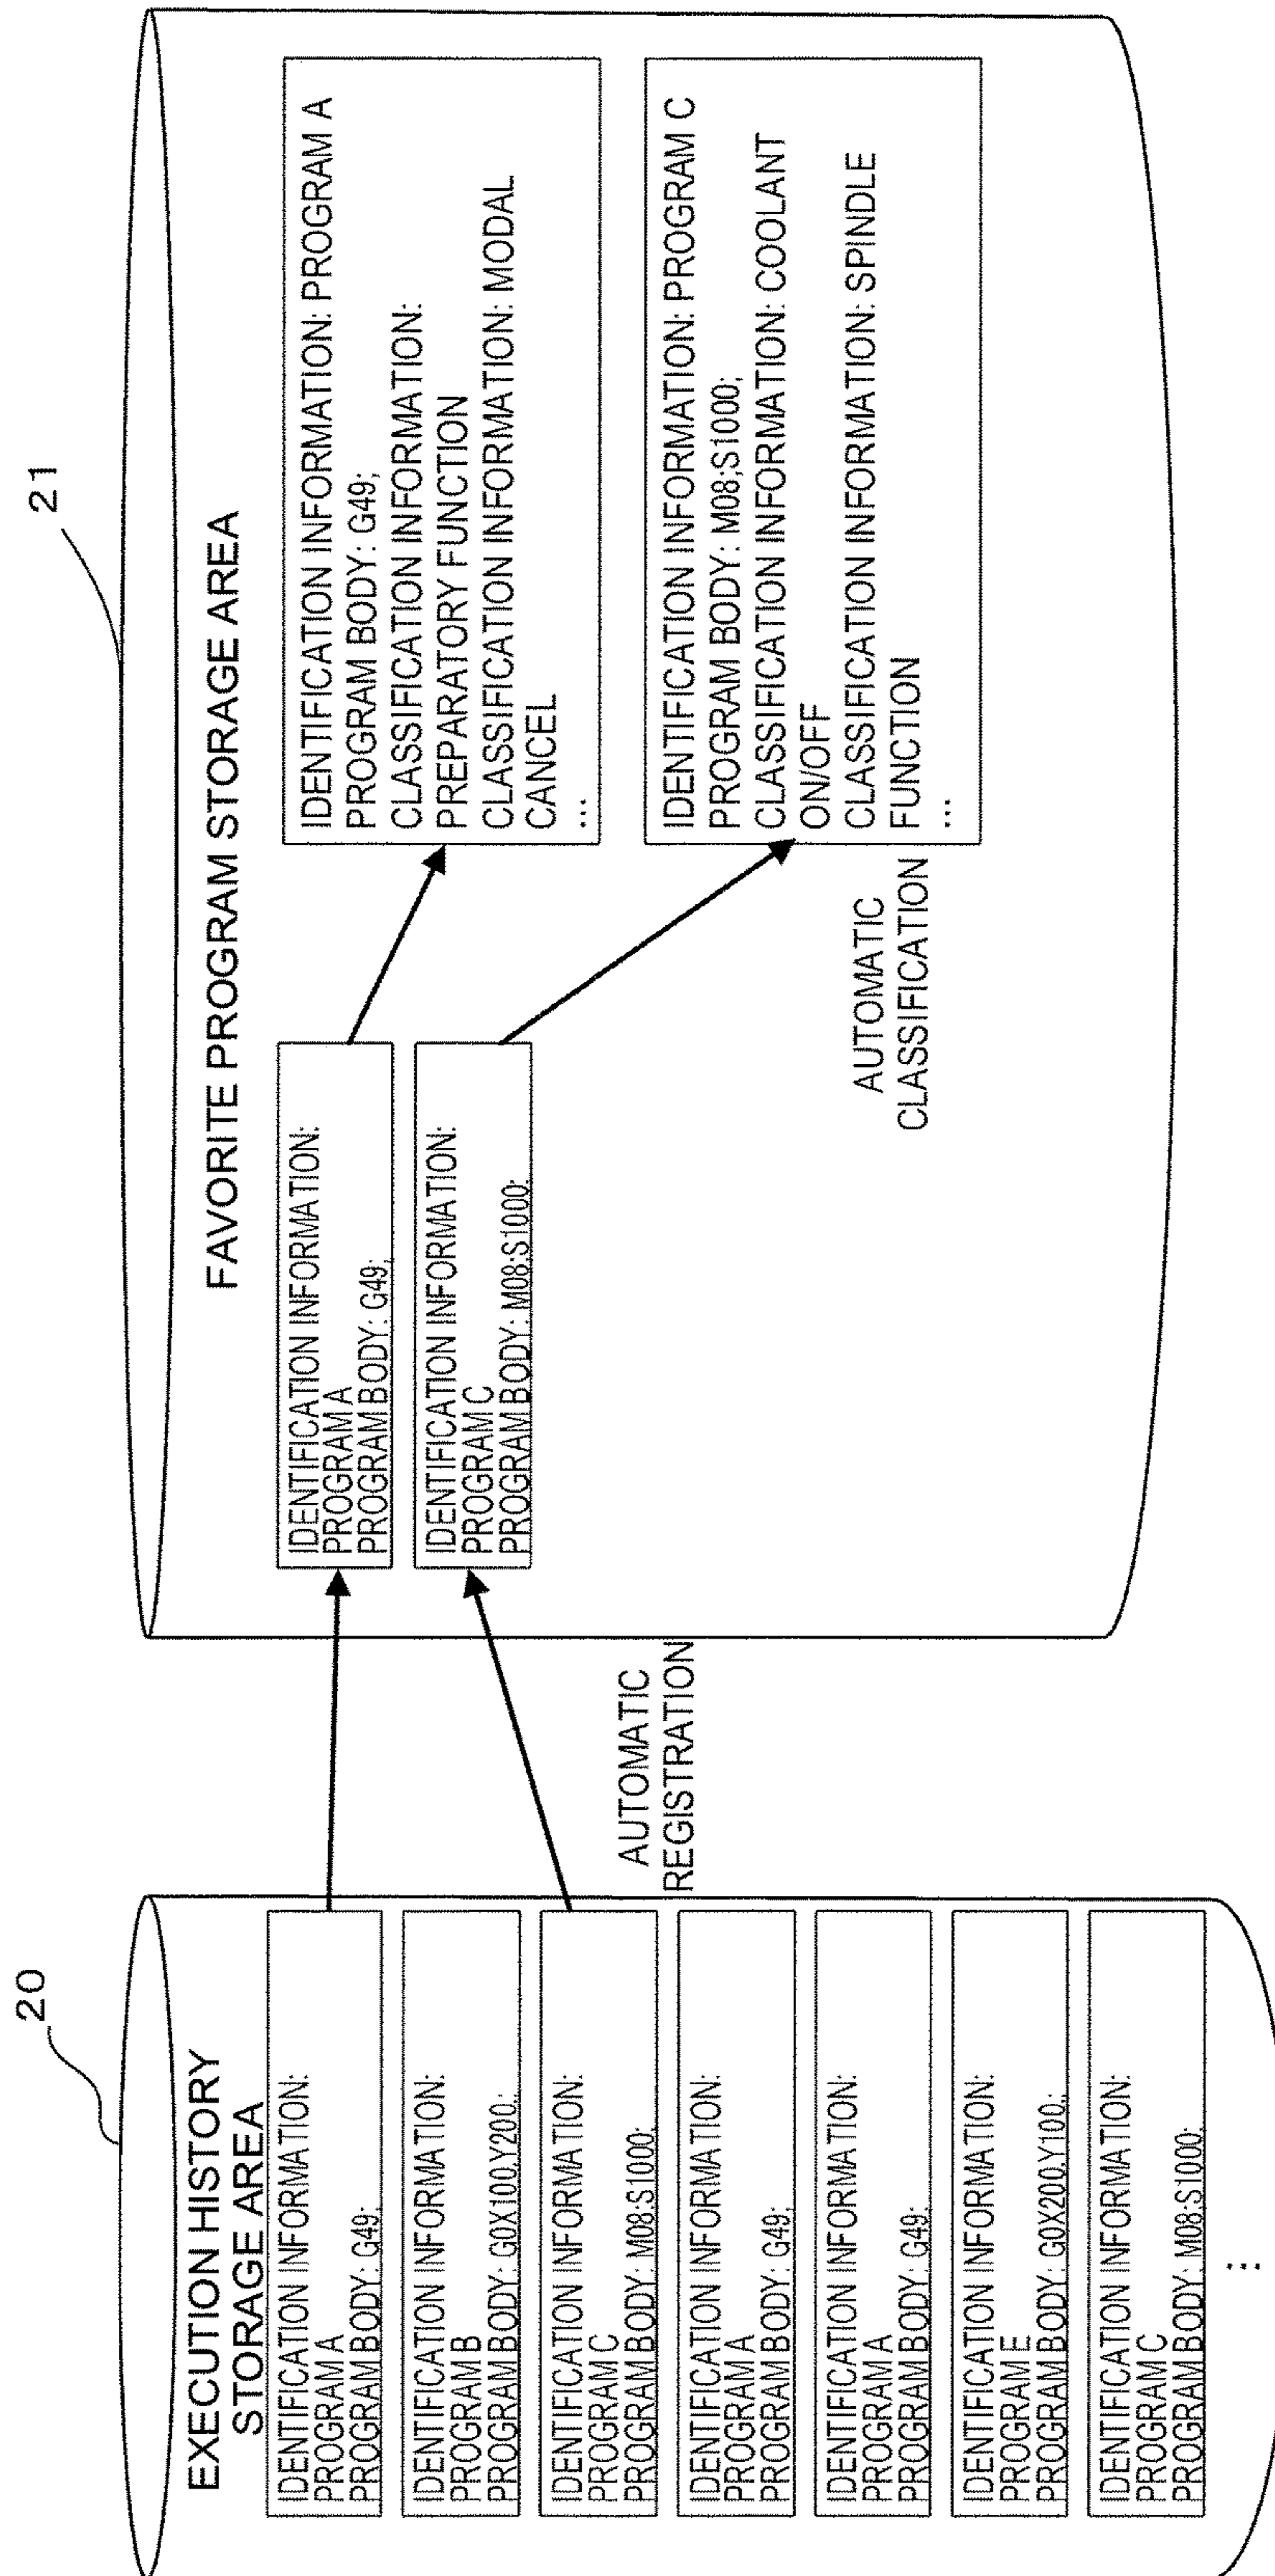 20
EXECUTION HISTORY
STORAGE AREA
IDENTIFICATION INFORMATION:
PROGRAM A
PROGRAM BODY: G49;
IDENTIFICATION INFORMATION:
PROGRAM B
PROGRAM BODY: G0X100.Y200.;
IDENTIFICATION INFORMATION:
PROGRAM C
PROGRAM BODY: M08;S1000;
IDENTIFICATION INFORMATION:
PROGRAM A
PROGRAM BODY: G49;
IDENTIFICATION INFORMATION:
PROGRAM A
PROGRAM BODY: G49;
IDENTIFICATION INFORMATION:
PROGRAM E
PROGRAM BODY: G0X200.Y100.;
IDENTIFICATION INFORMATION:
PROGRAM C
PROGRAM BODY: M08;S1000;
...
AUTOMATIC
REGISTRATION
21
FAVORITE PROGRAM STORAGE AREA
IDENTIFICATION INFORMATION:
PROGRAM A
PROGRAM BODY: G49;
IDENTIFICATION INFORMATION:
PROGRAM C
PROGRAM BODY: M08;S1000;
AUTOMATIC
CLASSIFICATION
IDENTIFICATION INFORMATION: PROGRAM A
PROGRAM BODY: G49;
CLASSIFICATION INFORMATION:
PREPARATORY FUNCTION
CLASSIFICATION INFORMATION: MODAL
CANCEL
...
IDENTIFICATION INFORMATION: PROGRAM C
PROGRAM BODY: M08;S1000;
CLASSIFICATION INFORMATION: COOLANT
ON/OFF
CLASSIFICATION INFORMATION: SPINDLE
FUNCTION
...